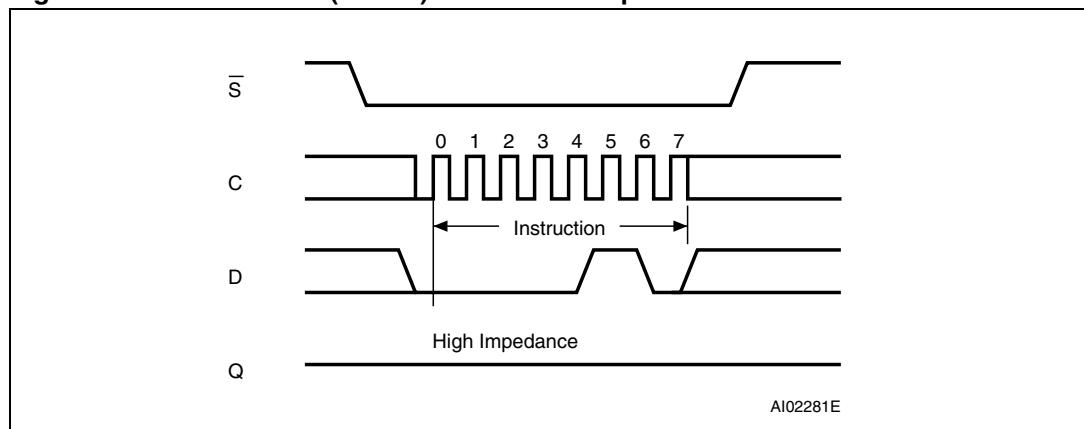 S̅
0 1 2 3 4 5 6 7
C
Instruction
D
High Impedance
Q
AI02281E